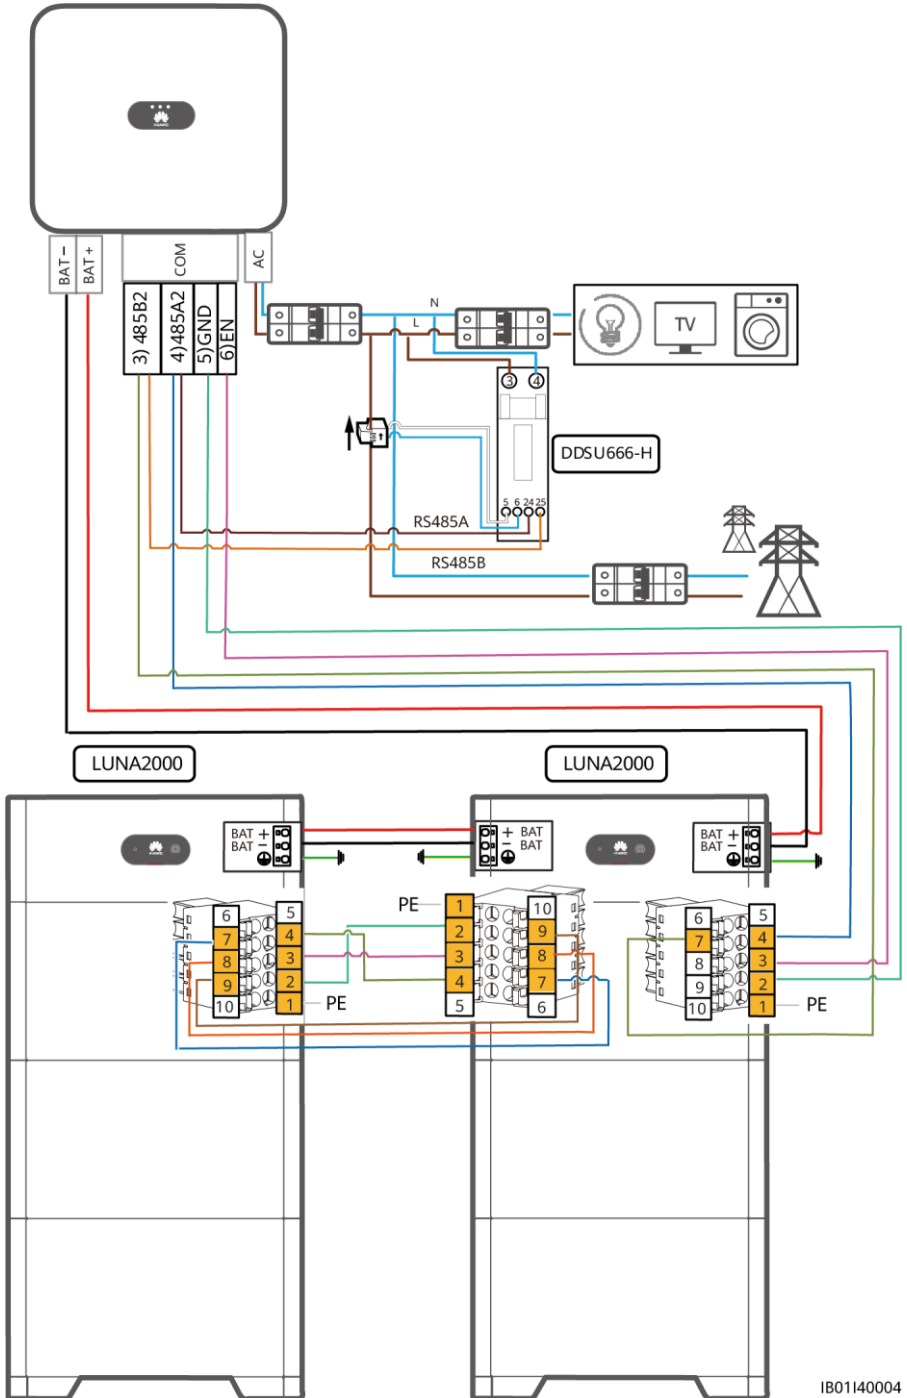 BAT −
BAT +
COM
AC
3) 485B2
4)485A2
5)GND
6)EN
N
L
TV
3
4
DDSU666-H
5 6 24 25
RS485A
RS485B
LUNA2000
LUNA2000
BAT +
BAT −
+ BAT
− BAT
BAT +
BAT −
6
7
8
9
10
5
4
3
2
1
PE
PE
1
2
3
4
5
10
9
8
7
6
6
7
8
9
10
5
4
3
2
1
PE
IB01I40004